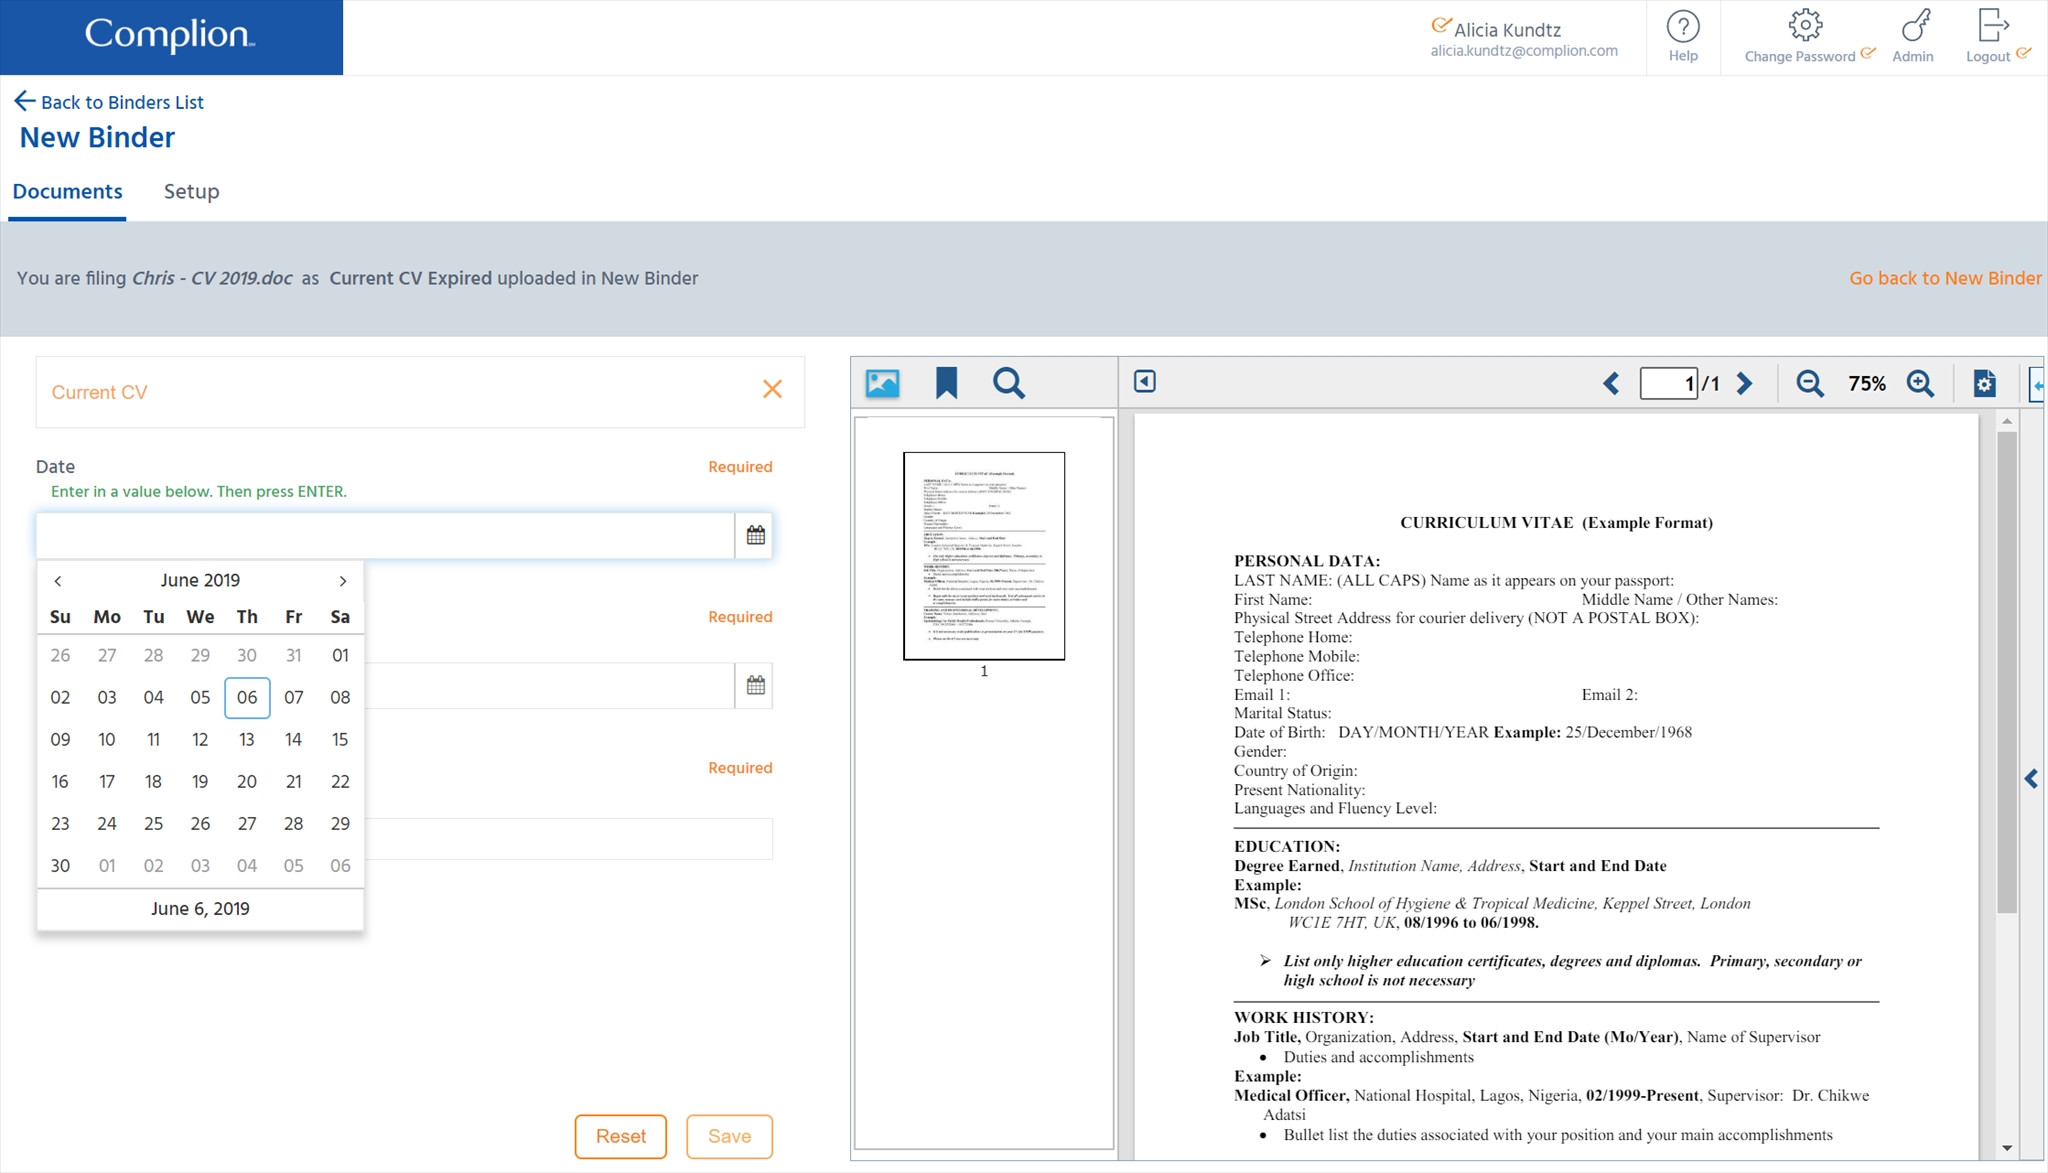 Complion
Alicia Kundtz
alicia.kundtz@complion.com
Help
Change Password
Admin
Logout
Back to Binders List
New Binder
Documents
Setup
You are filing Chris - CV 2019.doc as Current CV Expired uploaded in New Binder
Go back to New Binder
Current CV
Date
Required
Enter in a value below. Then press ENTER.
June 2019
Su Mo Tu We Th Fr Sa
26 27 28 29 30 31 01
02 03 04 05 06 07 08
09 10 11 12 13 14 15
16 17 18 19 20 21 22
23 24 25 26 27 28 29
30 01 02 03 04 05 06
June 6, 2019
Required
Required
Reset
Save
1 /1
75%
1
CURRICULUM VITAE (Example Format)
PERSONAL DATA:
LAST NAME: (ALL CAPS) Name as it appears on your passport:
First Name: Middle Name / Other Names:
Physical Street Address for courier delivery (NOT A POSTAL BOX):
Telephone Home:
Telephone Mobile:
Telephone Office:
Email 1: Email 2:
Marital Status:
Date of Birth: DAY/MONTH/YEAR Example: 25/December/1968
Gender:
Country of Origin:
Present Nationality:
Languages and Fluency Level:
EDUCATION:
Degree Earned, Institution Name, Address, Start and End Date
Example:
MSc, London School of Hygiene & Tropical Medicine, Keppel Street, London
WC1E 7HT, UK, 08/1996 to 06/1998.
➢ List only higher education certificates, degrees and diplomas. Primary, secondary or
high school is not necessary
WORK HISTORY:
Job Title, Organization, Address, Start and End Date (Mo/Year), Name of Supervisor
• Duties and accomplishments
Example:
Medical Officer, National Hospital, Lagos, Nigeria, 02/1999-Present, Supervisor: Dr. Chikwe
Adatsi
• Bullet list the duties associated with your position and your main accomplishments